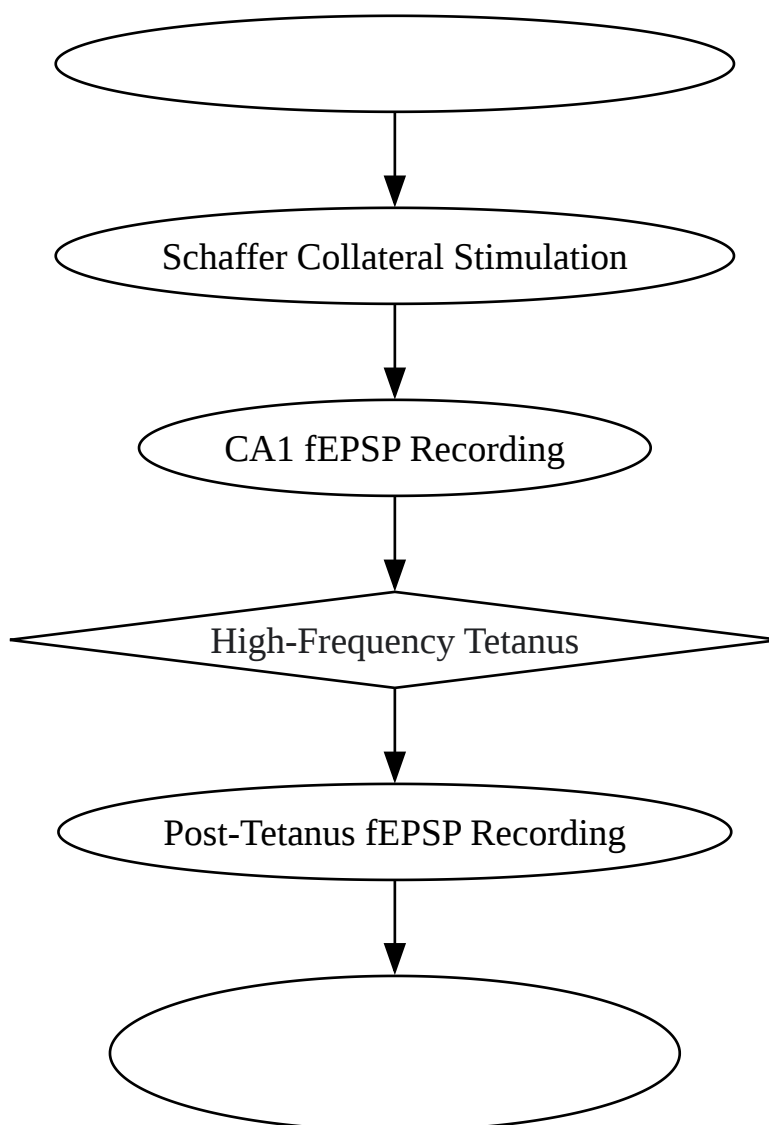 Schaffer Collateral Stimulation
CA1 fEPSP Recording
High-Frequency Tetanus
Post-Tetanus fEPSP Recording